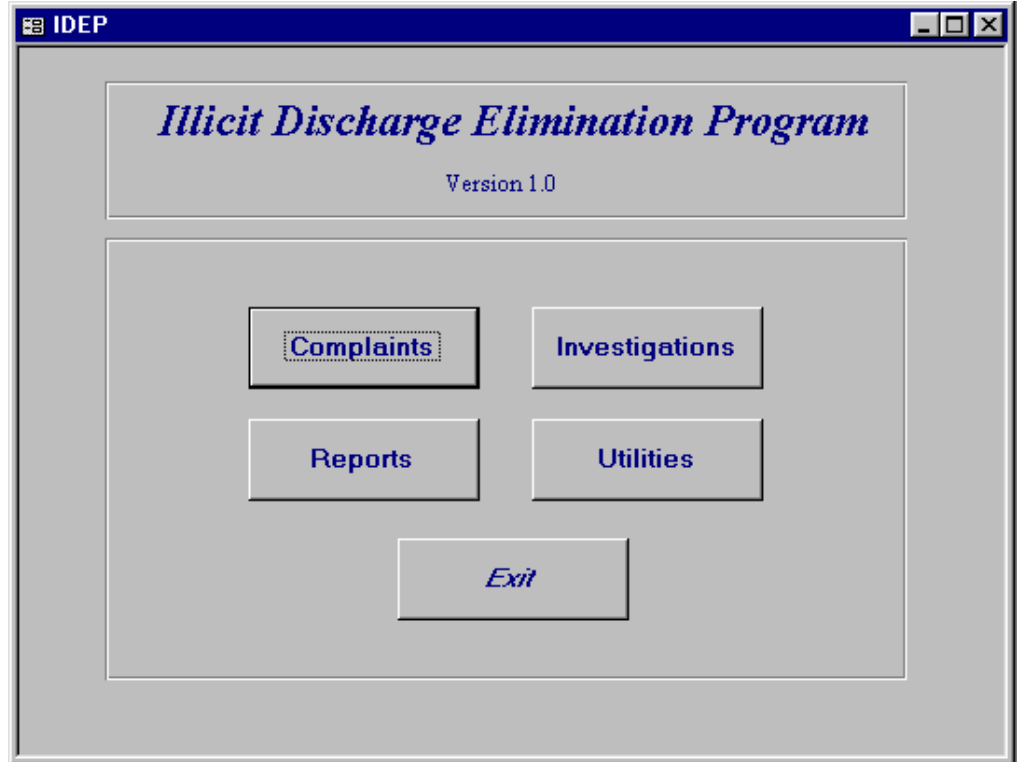 IDEP
Illicit Discharge Elimination Program
Version 1.0
Complaints Investigations
Reports Utilities
Exit